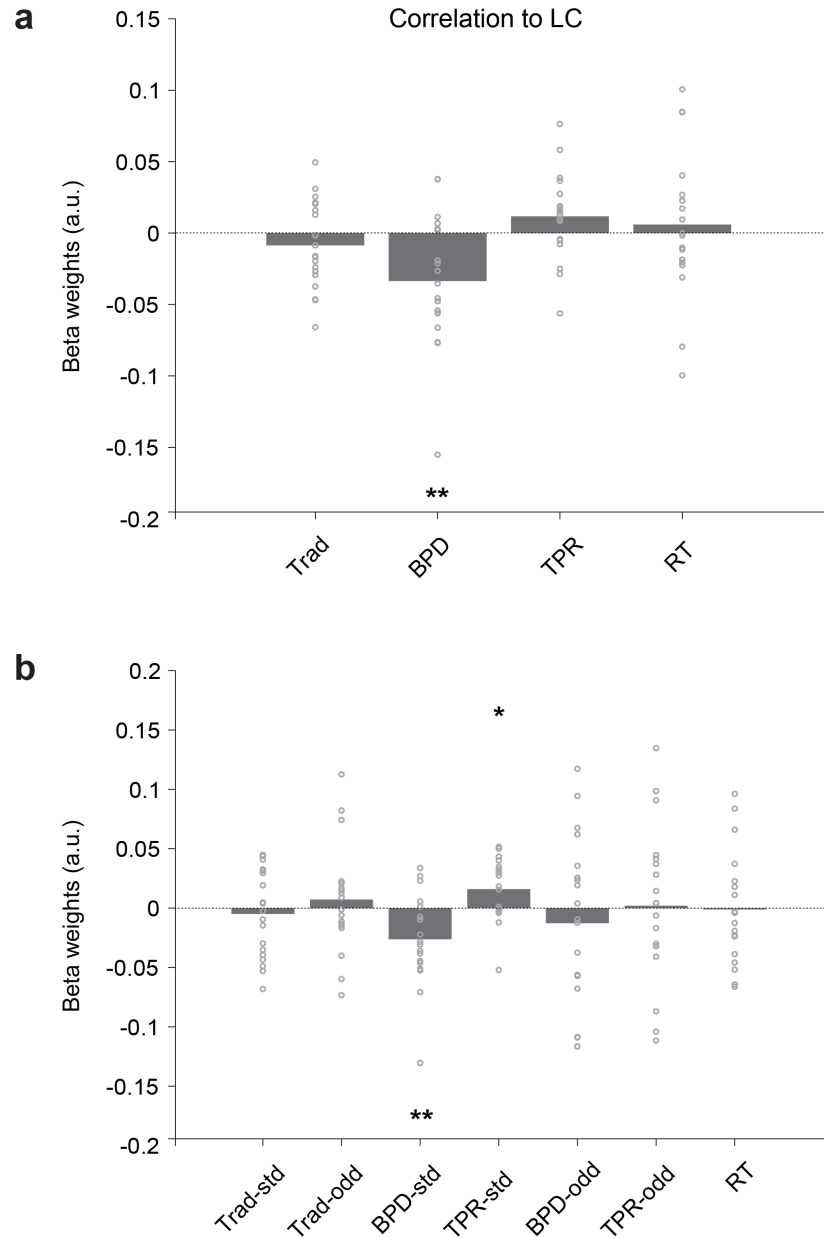 a
Correlation to LC
0.15
0.1
0.05
0
-0.05
-0.1
-0.15
-0.2
Beta weights (a.u.)
**
Trad
BPD
TPR
RT
b
0.2
0.15
0.1
0.05
0
-0.05
-0.1
-0.15
-0.2
Beta weights (a.u.)
*
**
Trad-std
Trad-odd
BPD-std
TPR-std
BPD-odd
TPR-odd
RT